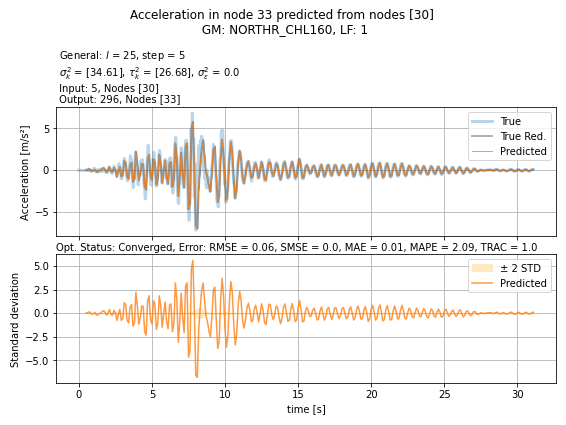 Acceleration in node 33 predicted from nodes [30]
GM: NORTHR_CHL160, LF: 1
General: l = 25, step = 5
σ²ₖ = [34.61], τ²ₖ = [26.68], σ²ε = 0.0
Input: 5, Nodes [30]
Output: 296, Nodes [33]
Acceleration [m/s²]
5
0
−5
True
True Red.
Predicted
Opt. Status: Converged, Error: RMSE = 0.06, SMSE = 0.0, MAE = 0.01, MAPE = 2.09, TRAC = 1.0
Standard deviation
5.0
2.5
0.0
−2.5
−5.0
± 2 STD
Predicted
0 5 10 15 20 25 30
time [s]